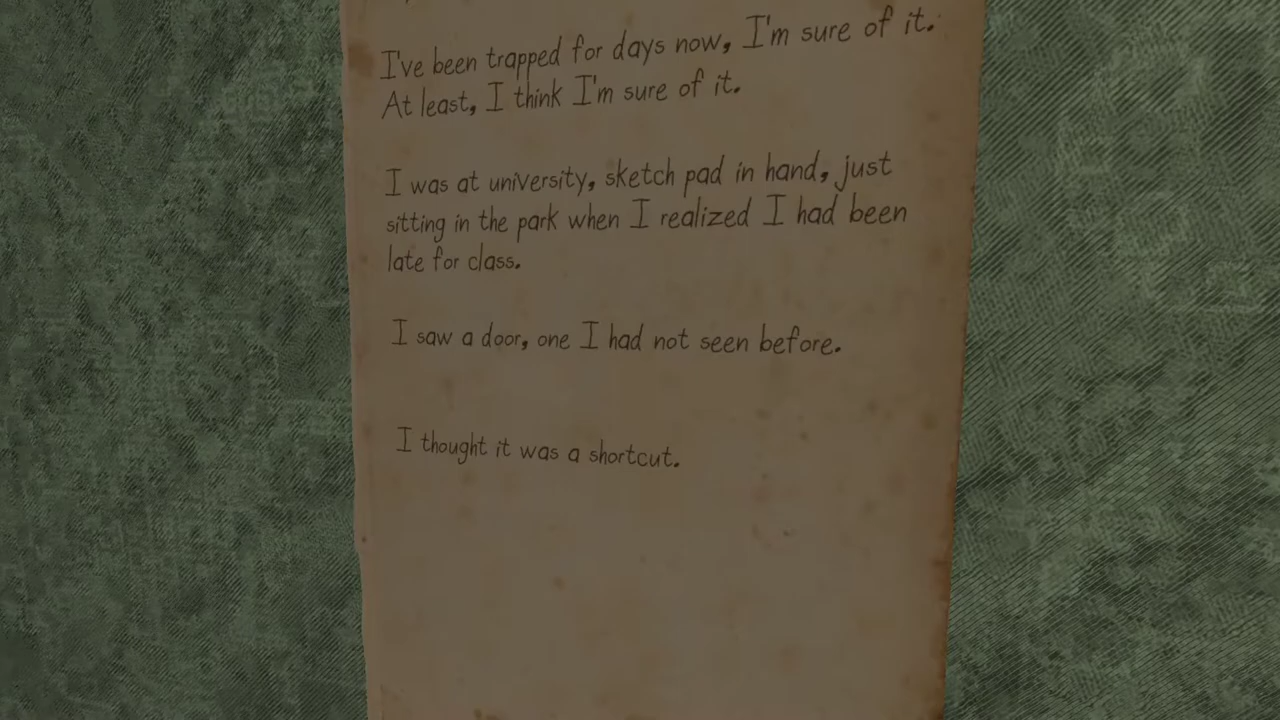 I've been trapped for days now, I'm sure of it.
At least, I think I'm sure of it.
I was at university, sketch pad in hand, just
sitting in the park when I realized I had been
late for class.
I saw a door, one I had not seen before.
I thought it was a shortcut.